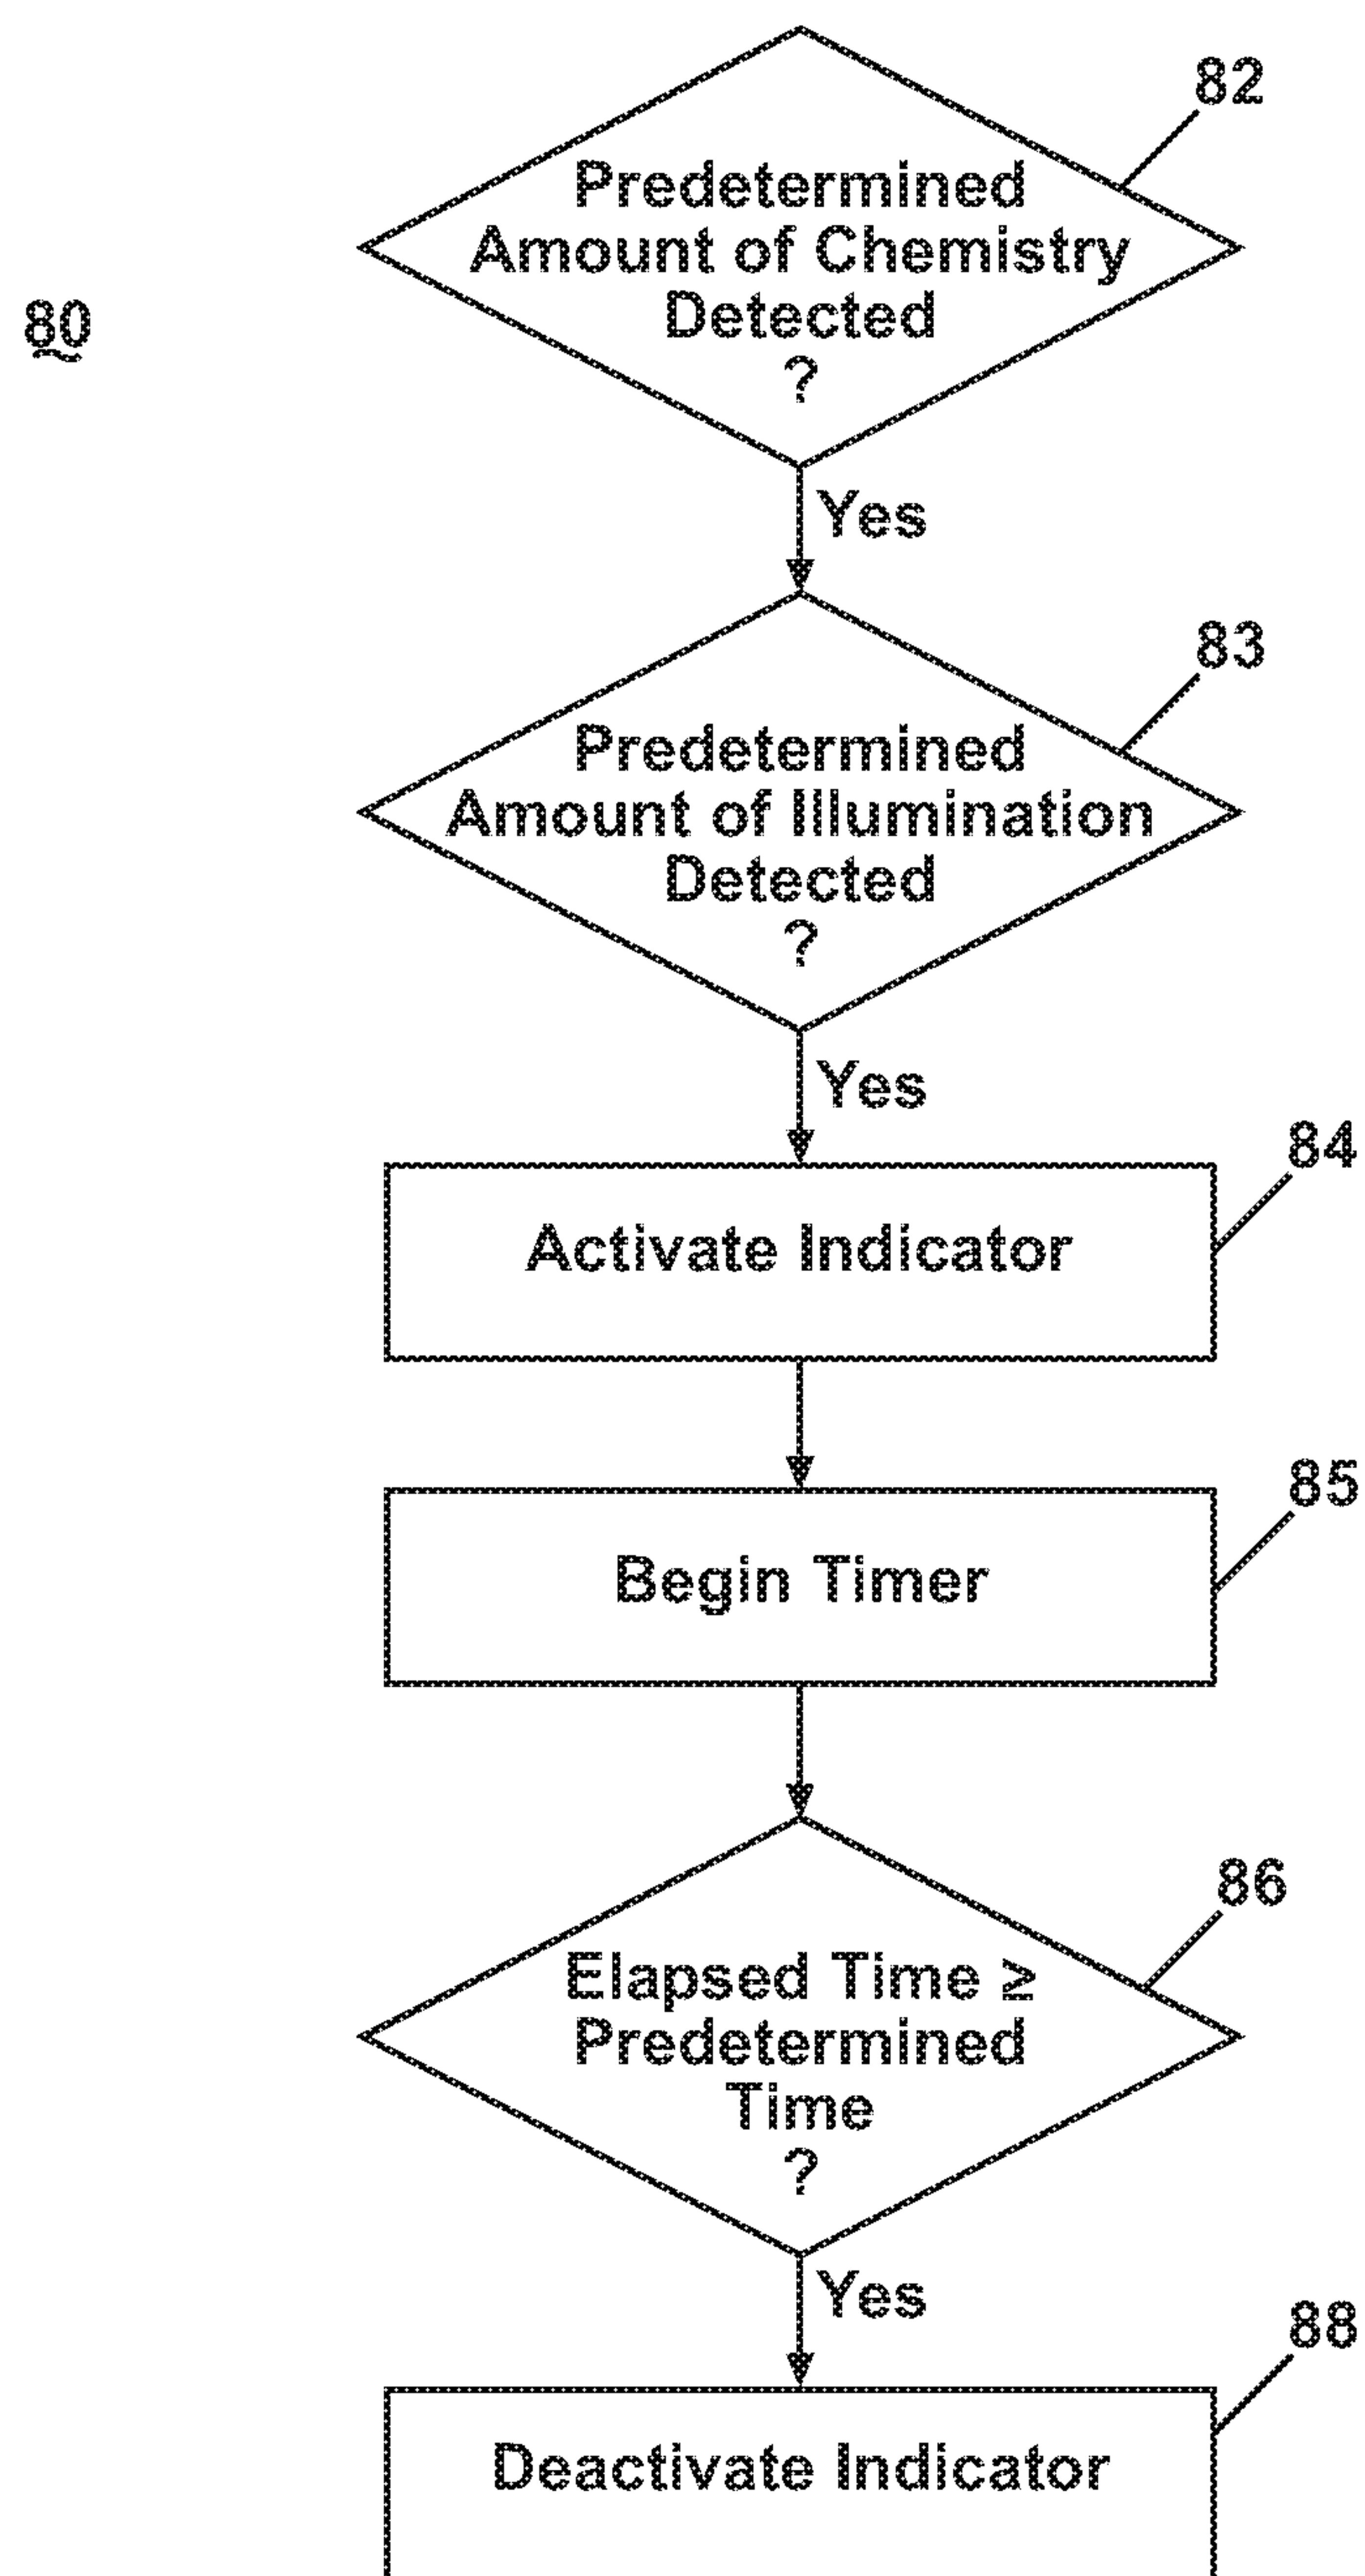 82
Predetermined
Amount of Chemistry
Detected
?
80
Yes
83
Predetermined
Amount of Illumination
Detected
?
Yes
84
Activate Indicator
85
Begin Timer
86
Elapsed Time ≥
Predetermined
Time
?
Yes
88
Deactivate Indicator